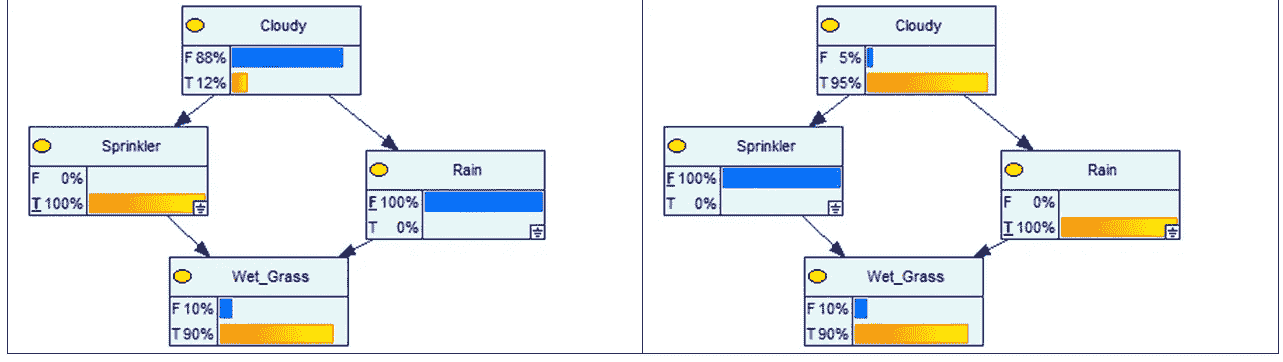 Cloudy
F 88%
T 12%
Sprinkler
F 0%
T 100%
Rain
F 100%
T 0%
Wet_Grass
F 10%
T 90%
Cloudy
F 5%
T 95%
Sprinkler
F 100%
T 0%
Rain
F 0%
T 100%
Wet_Grass
F 10%
T 90%